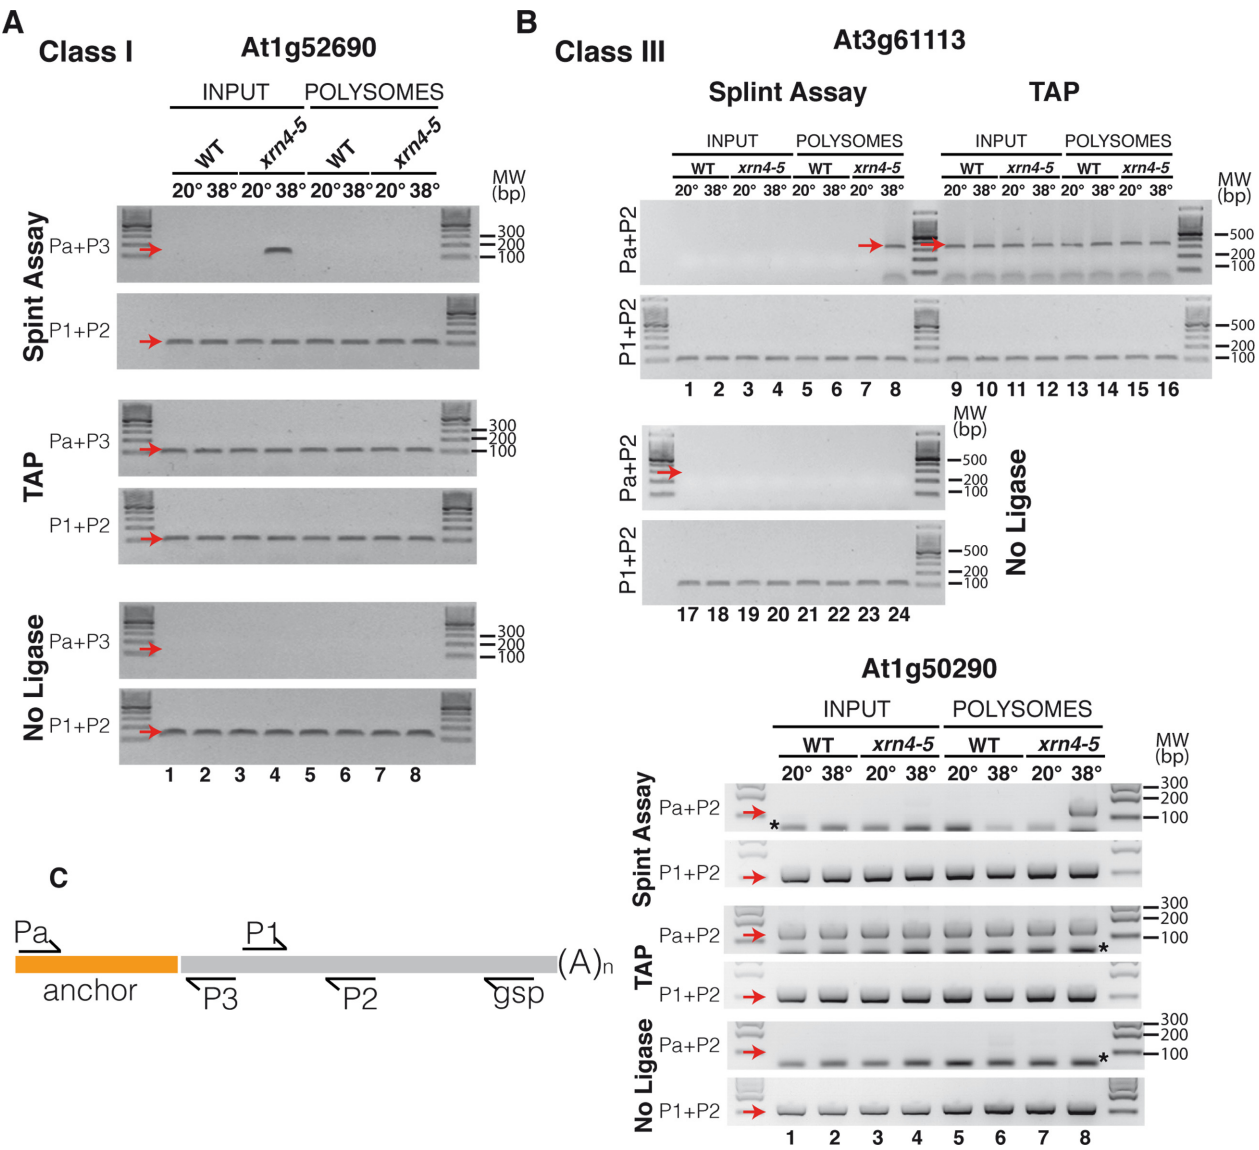 A
Class I
At1g52690
INPUT POLYSOMES
WT xrn4-5 WT xrn4-5
20° 38° 20° 38° 20° 38° 20° 38°
MW
(bp)
Spint Assay
Pa+P3
300
200
100
P1+P2
TAP
Pa+P3
300
200
100
P1+P2
No Ligase
Pa+P3
300
200
100
P1+P2
1 2 3 4 5 6 7 8
B
Class III
At3g61113
Splint Assay TAP
INPUT POLYSOMES INPUT POLYSOMES
WT xrn4-5 WT xrn4-5 WT xrn4-5 WT xrn4-5
20° 38° 20° 38° 20° 38° 20° 38° 20° 38° 20° 38° 20° 38° 20° 38°
MW
(bp)
Pa+P2
500
200
100
P1+P2
500
200
100
1 2 3 4 5 6 7 8 9 10 11 12 13 14 15 16
MW
(bp)
Pa+P2
500
200
100
No Ligase
P1+P2
500
200
100
17 18 19 20 21 22 23 24
At1g50290
INPUT POLYSOMES
WT xrn4-5 WT xrn4-5
20° 38° 20° 38° 20° 38° 20° 38°
MW
(bp)
Spint Assay
Pa+P2
*
300
200
100
P1+P2
TAP
Pa+P2
*
300
200
100
P1+P2
No Ligase
Pa+P2
*
300
200
100
P1+P2
1 2 3 4 5 6 7 8
C
Pa P1
(A)n
anchor P3 P2 gsp